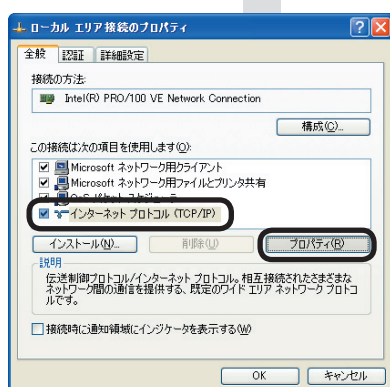 ローカル エリア接続のプロパティ
全般 認証 詳細設定
接続の方法:
Intel(R) PRO/100 VE Network Connection
構成(C)...
この接続は次の項目を使用します(O):
Microsoft ネットワーク用クライアント
Microsoft ネットワーク用ファイルとプリンタ共有
QoS パケット スケジューラ
インターネット プロトコル (TCP/IP)
インストール(N)... 削除(U) プロパティ(R)
説明
伝送制御プロトコル/インターネット プロトコル。相互接続されたさまざまな
ネットワーク間の通信を提供する、既定のワイド エリア ネットワーク プロトコ
ルです。
接続時に通知領域にインジケータを表示する(W)
OK キャンセル